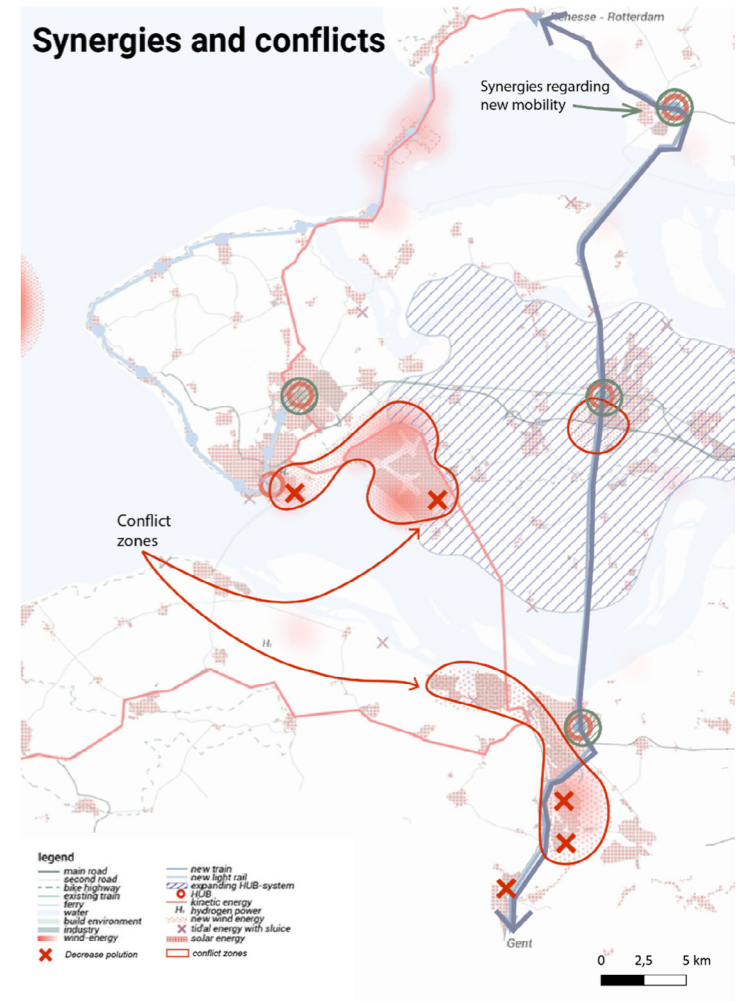 Synergies and conflicts
Renesse - Rotterdam
Synergies regarding
new mobility
Conflict
zones
H₂
Gent
legend
main road
second road
bike highway
existing train
ferry
water
build environment
industry
wind-energy
Decrease polution
new train
new light rail
expanding HUB-system
HUB
kinetic energy
H₂ hydrogen power
new wind energy
tidal energy with sluice
solar energy
conflict zones
0 2,5 5 km